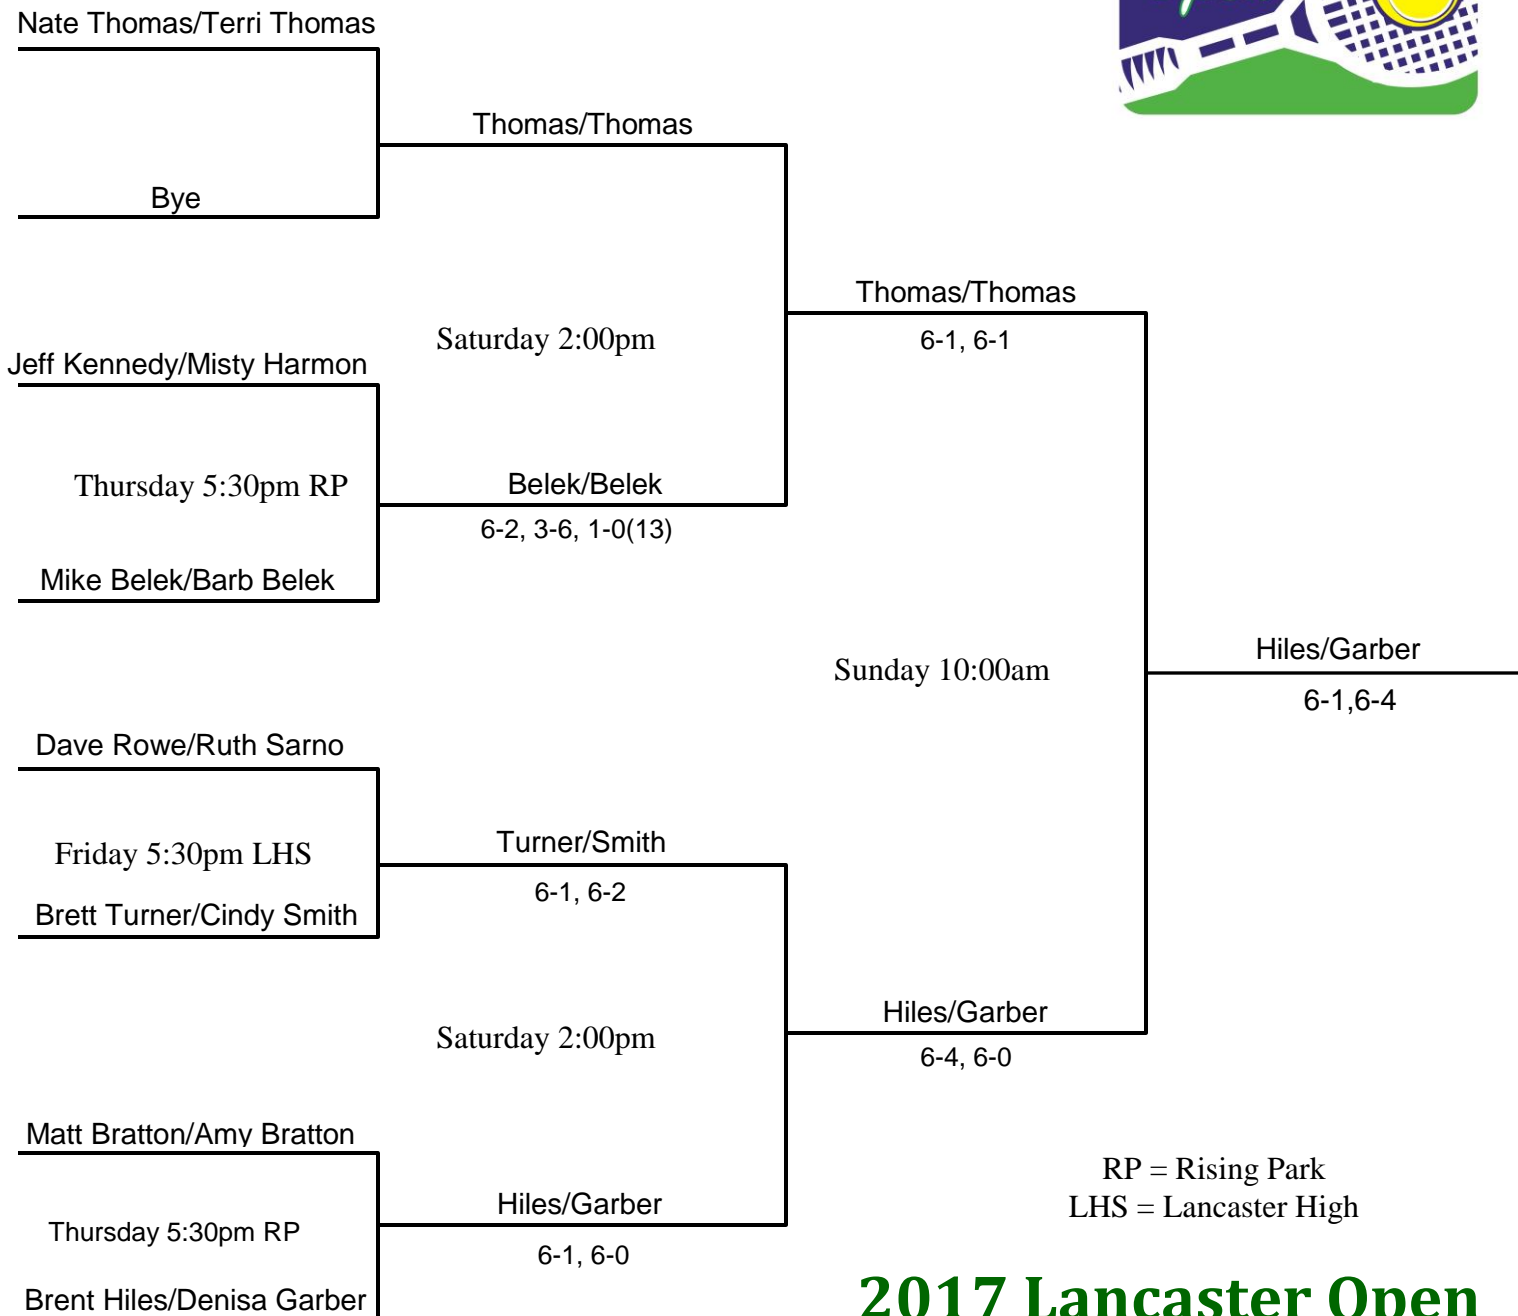 Nate Thomas/Terri Thomas
Thomas/Thomas
Bye
Thomas/Thomas
Saturday 2:00pm
6-1, 6-1
Jeff Kennedy/Misty Harmon
Thursday 5:30pm RP
Belek/Belek
6-2, 3-6, 1-0(13)
Mike Belek/Barb Belek
Hiles/Garber
Sunday 10:00am
6-1,6-4
Dave Rowe/Ruth Sarno
Turner/Smith
Friday 5:30pm LHS
6-1, 6-2
Brett Turner/Cindy Smith
Hiles/Garber
Saturday 2:00pm
6-4, 6-0
Matt Bratton/Amy Bratton
RP = Rising Park
Hiles/Garber
LHS = Lancaster High
Thursday 5:30pm RP
6-1, 6-0
Brent Hiles/Denisa Garber
2017 Lancaster Open